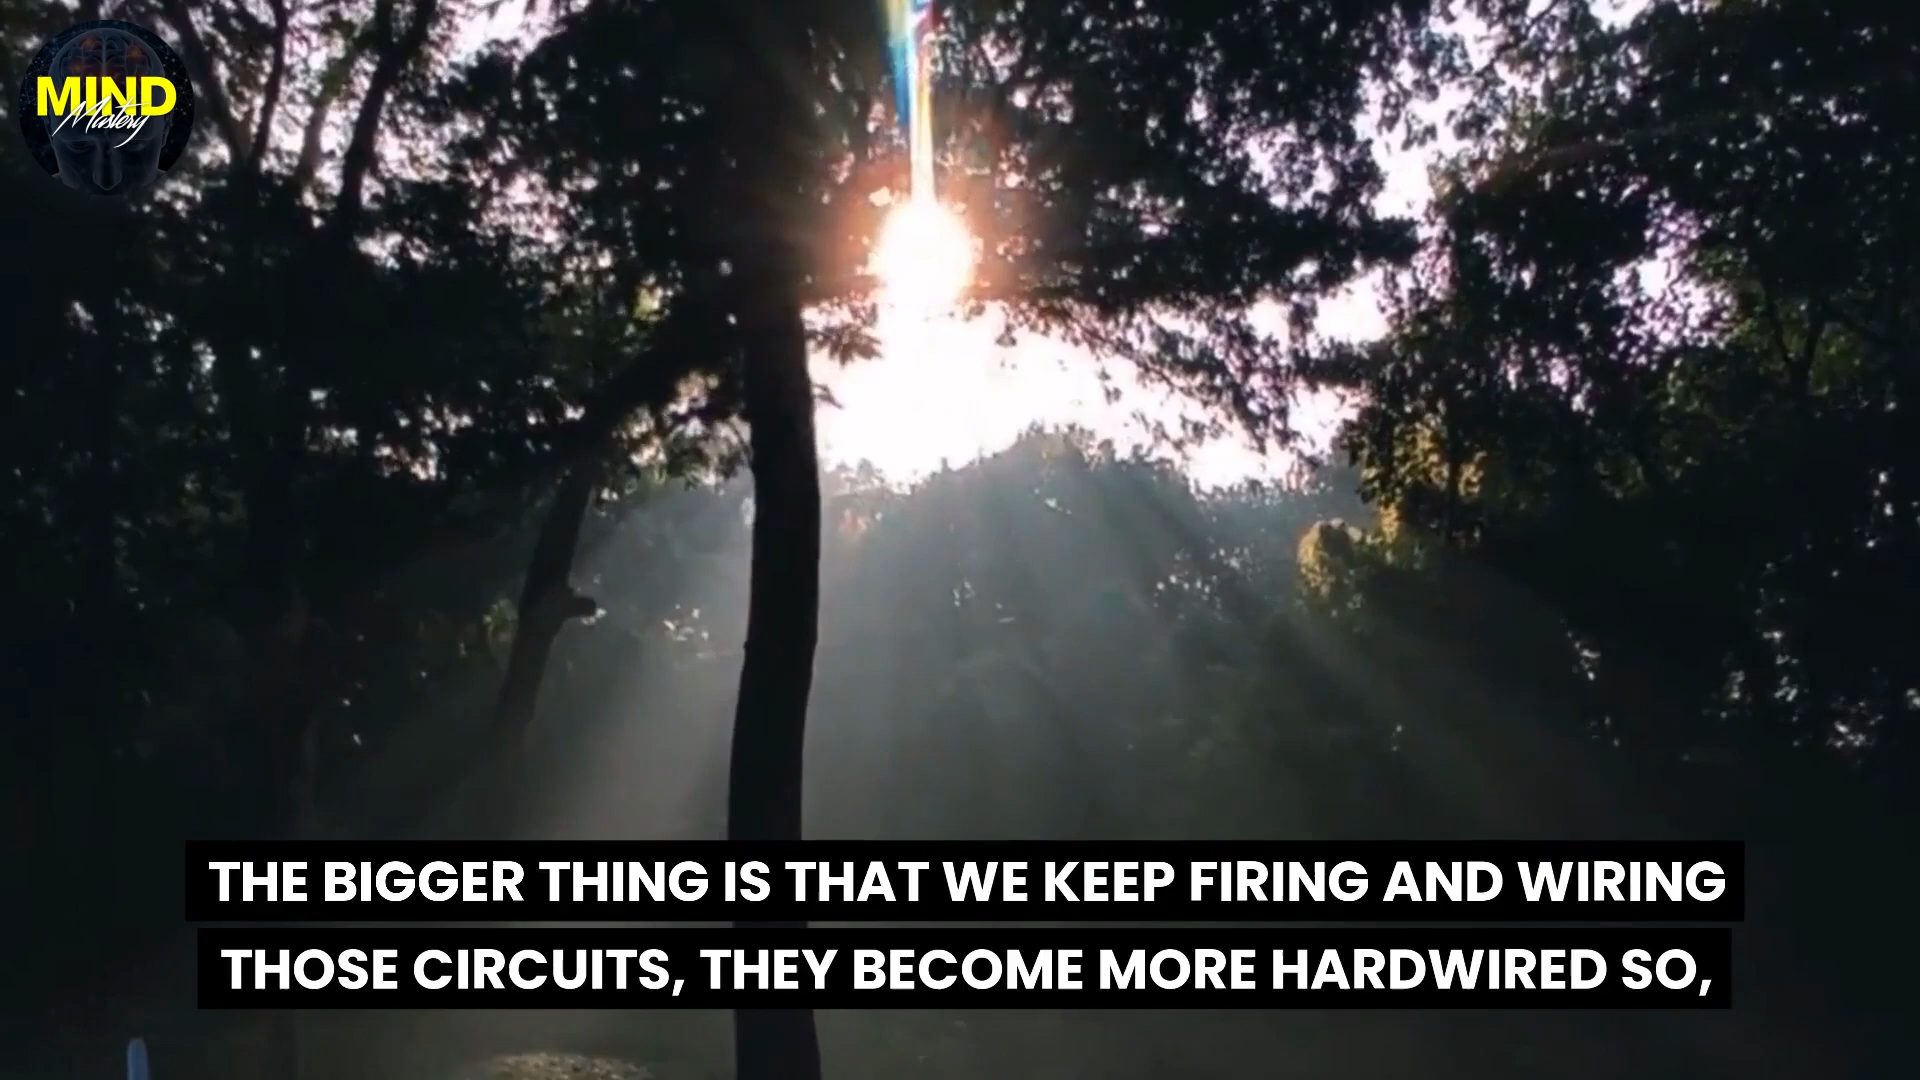 MIND
Mastery
THE BIGGER THING IS THAT WE KEEP FIRING AND WIRING
THOSE CIRCUITS, THEY BECOME MORE HARDWIRED SO,